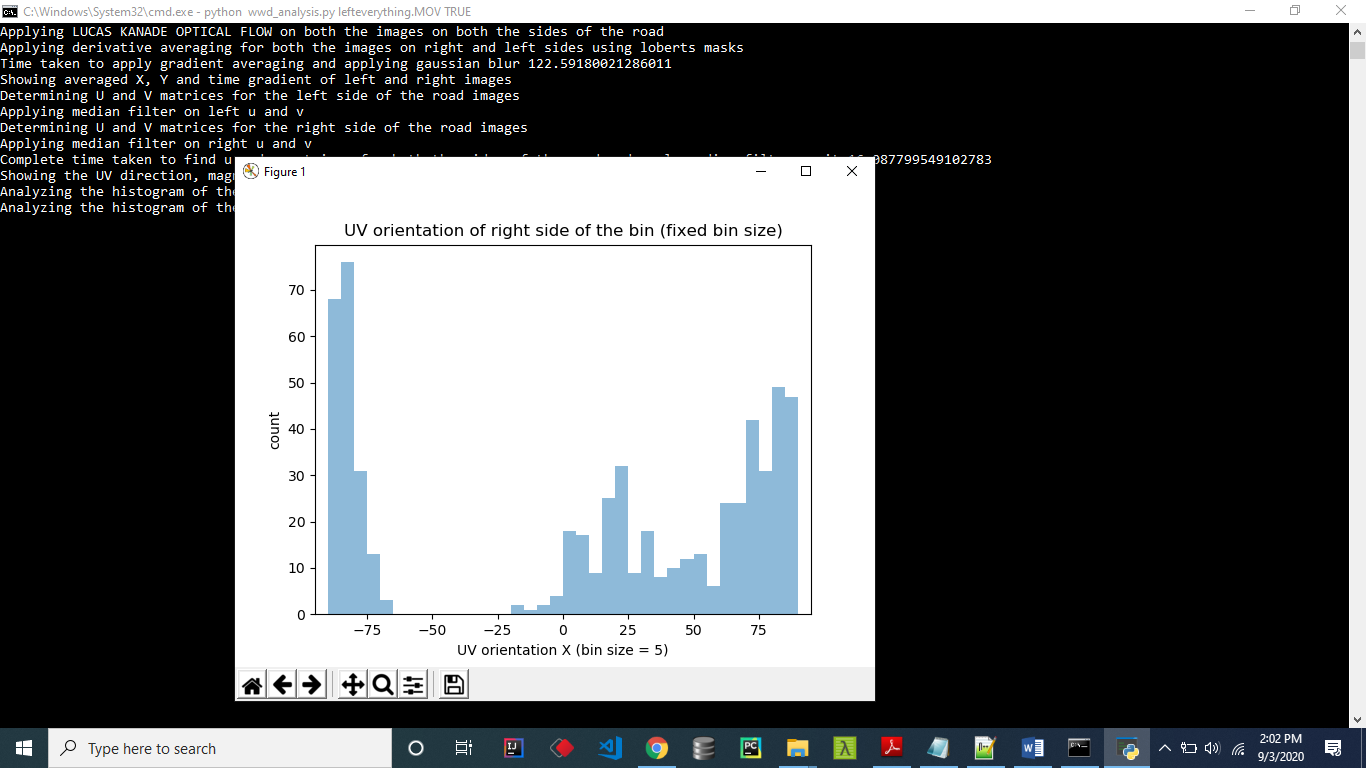 C:\Windows\System32\cmd.exe - python wwd_analysis.py lefteverything.MOV TRUE
Applying LUCAS KANADE OPTICAL FLOW on both the images on both the sides of the road
Applying derivative averaging for both the images on right and left sides using loberts masks
Time taken to apply gradient averaging and applying gaussian blur 122.59180021286011
Showing averaged X, Y and time gradient of left and right images
Determining U and V matrices for the left side of the road images
Applying median filter on left u and v
Determining U and V matrices for the right side of the road images
Applying median filter on right u and v
Complete time taken to find u 087799549102783
Showing the UV direction,
Analyzing the histogram of the
Analyzing the histogram of the
Figure 1
UV orientation of right side of the bin (fixed bin size)
70
60
50
40
30
20
10
0
count
−75 −50 −25 0 25 50 75
UV orientation X (bin size = 5)
Type here to search
2:02 PM
9/3/2020